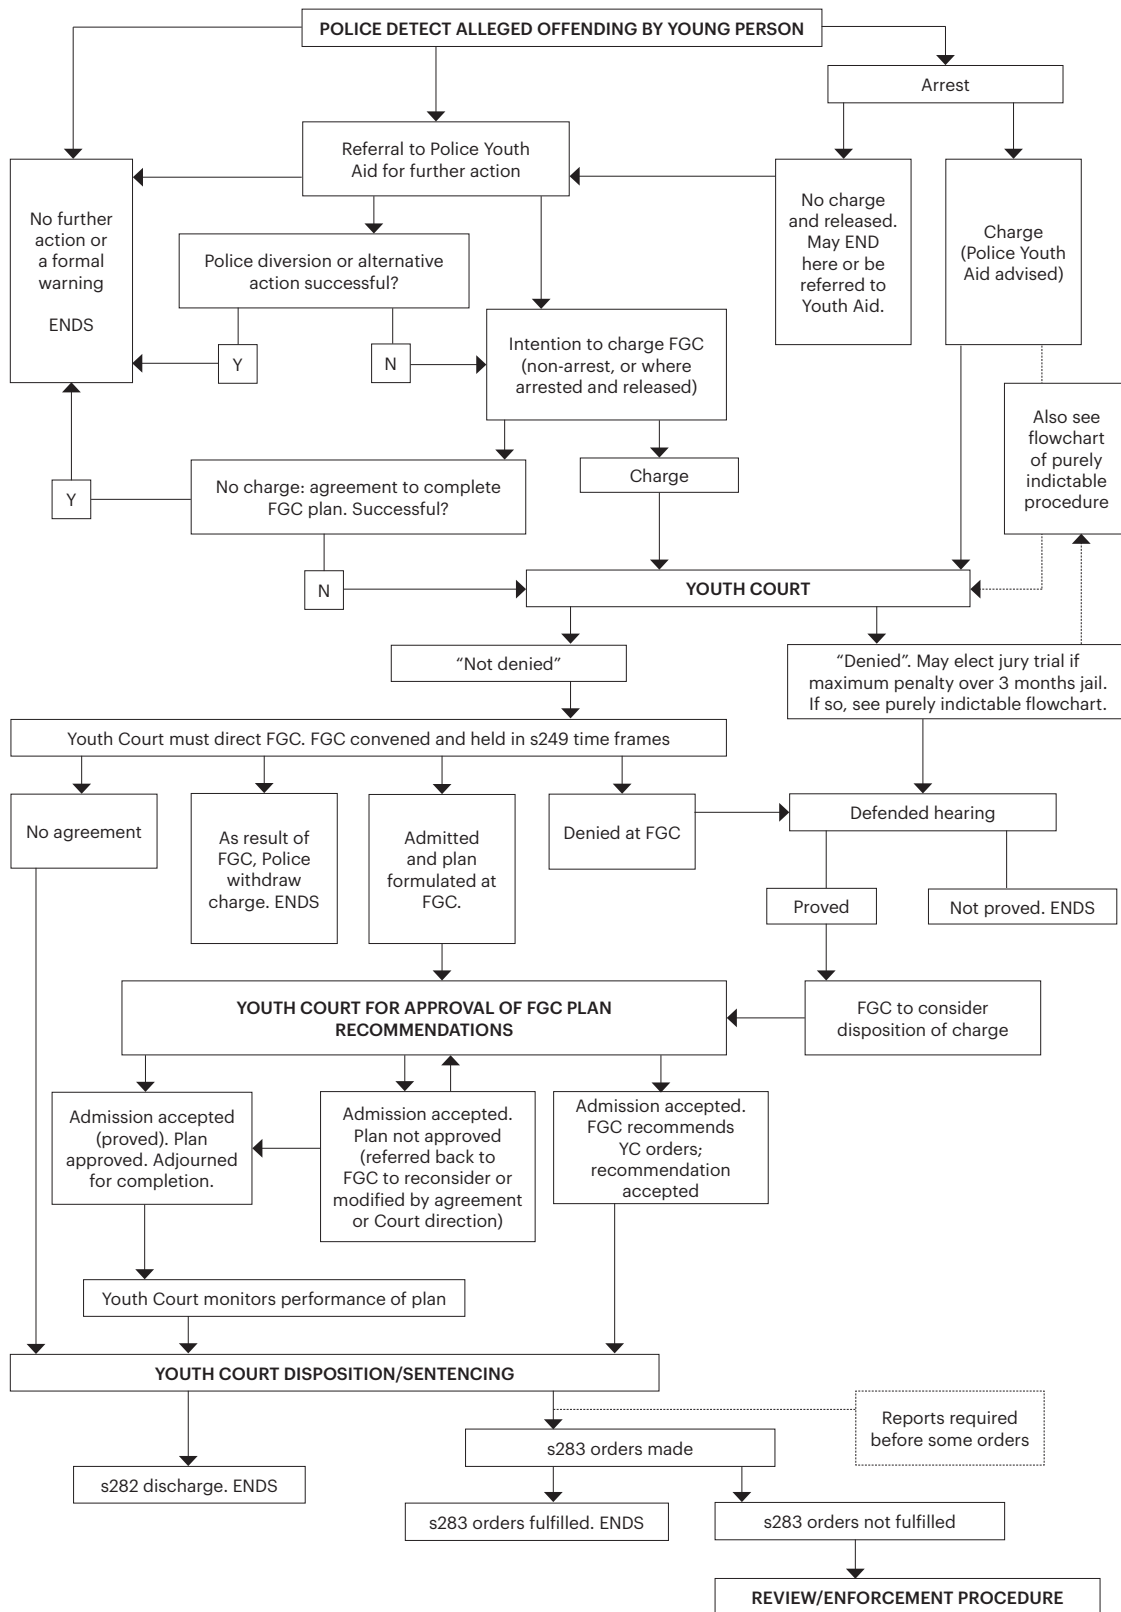 POLICE DETECT ALLEGED OFFENDING BY YOUNG PERSON
Arrest
Referral to Police Youth
Aid for further action
No further
action or
a formal
warning
ENDS
No charge
and released.
May END
here or be
referred to
Youth Aid.
Charge
(Police Youth
Aid advised)
Police diversion or alternative
action successful?
Y
N
Intention to charge FGC
(non-arrest, or where
arrested and released)
Also see
flowchart
of purely
indictable
procedure
Charge
No charge: agreement to complete
FGC plan. Successful?
Y
N
YOUTH COURT
“Not denied”
“Denied”. May elect jury trial if
maximum penalty over 3 months jail.
If so, see purely indictable flowchart.
Youth Court must direct FGC. FGC convened and held in s249 time frames
No agreement
As result of
FGC, Police
withdraw
charge. ENDS
Admitted
and plan
formulated at
FGC.
Denied at FGC
Defended hearing
Proved
Not proved. ENDS
YOUTH COURT FOR APPROVAL OF FGC PLAN
RECOMMENDATIONS
FGC to consider
disposition of charge
Admission accepted
(proved). Plan
approved. Adjourned
for completion.
Admission accepted.
Plan not approved
(referred back to
FGC to reconsider or
modified by agreement
or Court direction)
Admission accepted.
FGC recommends
YC orders;
recommendation
accepted
Youth Court monitors performance of plan
YOUTH COURT DISPOSITION/SENTENCING
Reports required
before some orders
s283 orders made
s282 discharge. ENDS
s283 orders fulfilled. ENDS
s283 orders not fulfilled
REVIEW/ENFORCEMENT PROCEDURE